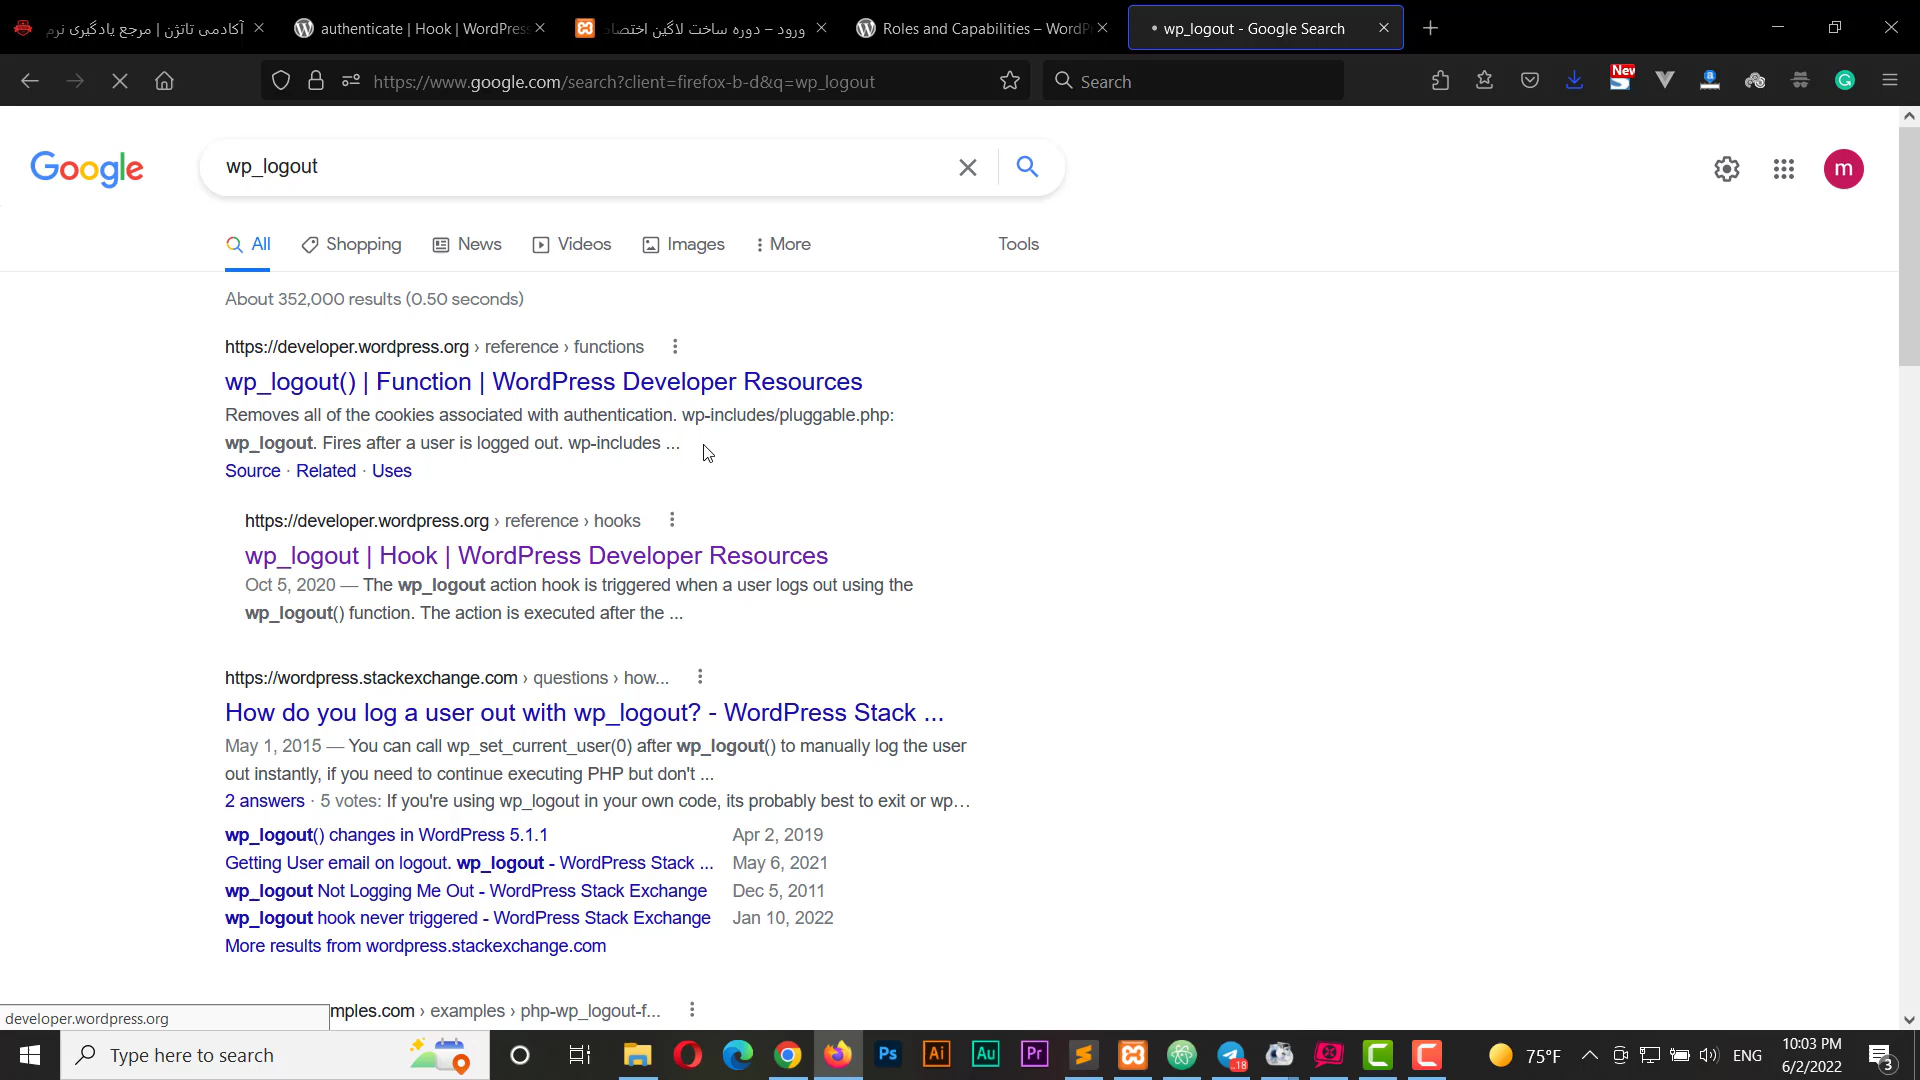 آکادمی تاتژن | مرجع یادگیری نرم
authenticate | Hook | WordPress
ورود – دوره ساخت لاگین اختصاد
Roles and Capabilities – WordPr
wp_logout - Google Search
https://www.google.com/search?client=firefox-b-d&q=wp_logout
Search
New
Google
wp_logout
m
All
Shopping
News
Videos
Images
More
Tools
About 352,000 results (0.50 seconds)
https://developer.wordpress.org › reference › functions
wp_logout() | Function | WordPress Developer Resources
Removes all of the cookies associated with authentication. wp-includes/pluggable.php:
wp_logout. Fires after a user is logged out. wp-includes ...
Source · Related · Uses
https://developer.wordpress.org › reference › hooks
wp_logout | Hook | WordPress Developer Resources
Oct 5, 2020 — The wp_logout action hook is triggered when a user logs out using the
wp_logout() function. The action is executed after the ...
https://wordpress.stackexchange.com › questions › how...
How do you log a user out with wp_logout? - WordPress Stack ...
May 1, 2015 — You can call wp_set_current_user(0) after wp_logout() to manually log the user
out instantly, if you need to continue executing PHP but don't ...
2 answers · 5 votes: If you're using wp_logout in your own code, its probably best to exit or wp…
wp_logout() changes in WordPress 5.1.1 Apr 2, 2019
Getting User email on logout. wp_logout - WordPress Stack ... May 6, 2021
wp_logout Not Logging Me Out - WordPress Stack Exchange Dec 5, 2011
wp_logout hook never triggered - WordPress Stack Exchange Jan 10, 2022
More results from wordpress.stackexchange.com
mples.com › examples › php-wp_logout-f...
developer.wordpress.org
Type here to search
Ps
Ai
Au
Pr
18
75°F
ENG
10:03 PM
6/2/2022
3